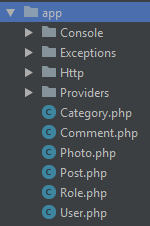 app
Console
Exceptions
Http
Providers
Category.php
Comment.php
Photo.php
Post.php
Role.php
User.php